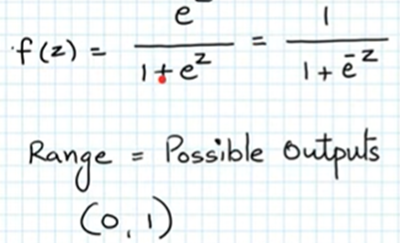 f(z) = e / (1 + e^z) = 1 / (1 + e^-z)
Range = Possible outputs
(0, 1)